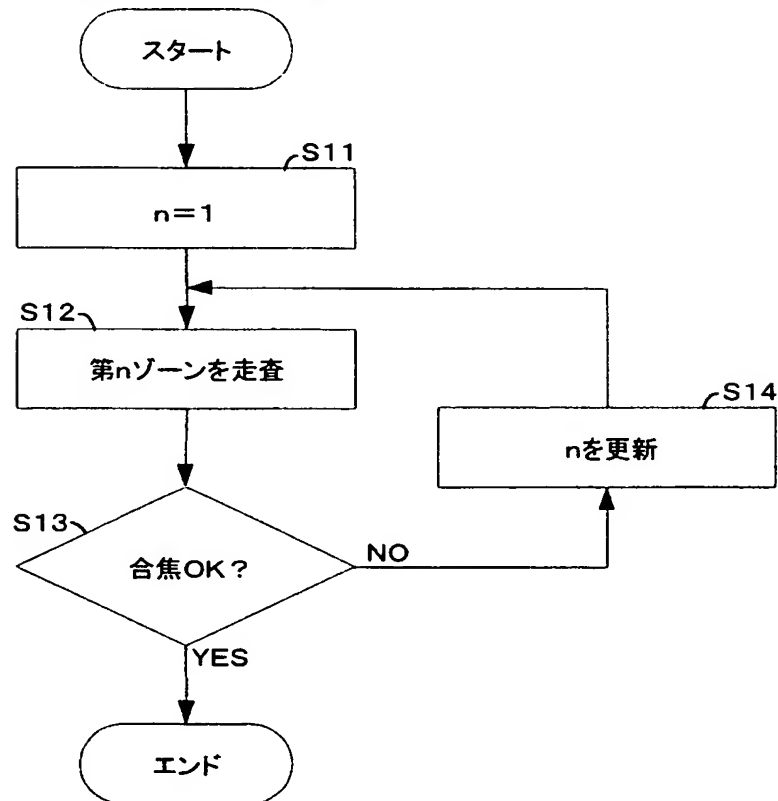 スタート
S11
n=1
S12
第nゾーンを走査
S14
nを更新
S13
合焦OK?
NO
YES
エンド